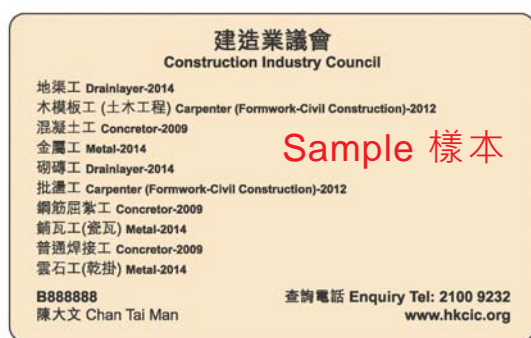 建造業議會
Construction Industry Council
地渠工 Drainlayer-2014
木模板工 (土木工程) Carpenter (Formwork-Civil Construction)-2012
混凝土工 Concretor-2009
金屬工 Metal-2014
Sample 樣本
砌磚工 Drainlayer-2014
批盪工 Carpenter (Formwork-Civil Construction)-2012
鋼筋屈紮工 Concretor-2009
鋪瓦工(瓷瓦) Metal-2014
普通焊接工 Concretor-2009
雲石工(乾掛) Metal-2014
B888888 查詢電話 Enquiry Tel: 2100 9232
陳大文 Chan Tai Man www.hkcic.org